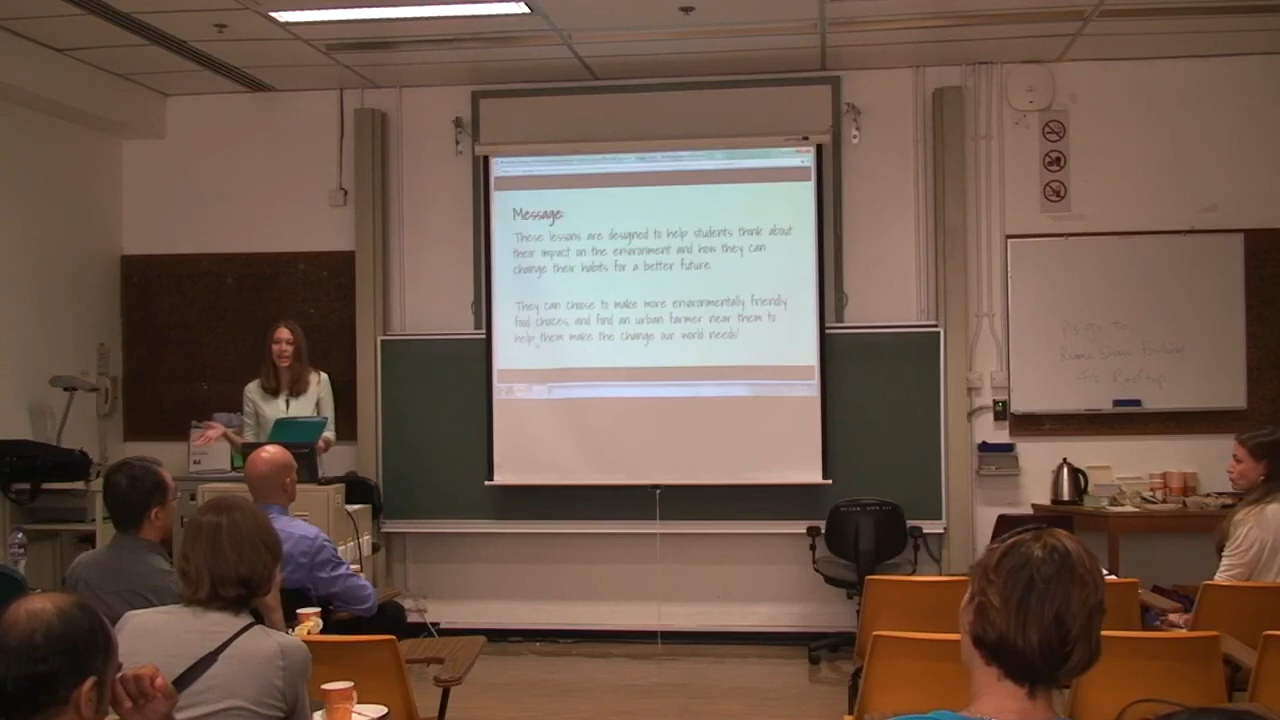 Message:
These lessons are designed to help students think about
their impact on the environment and how they can
change their habits for a better future.
They can choose to make more environmentally friendly
food choices, and find an urban farmer near them to
help them make the change our world needs!
Rooftop